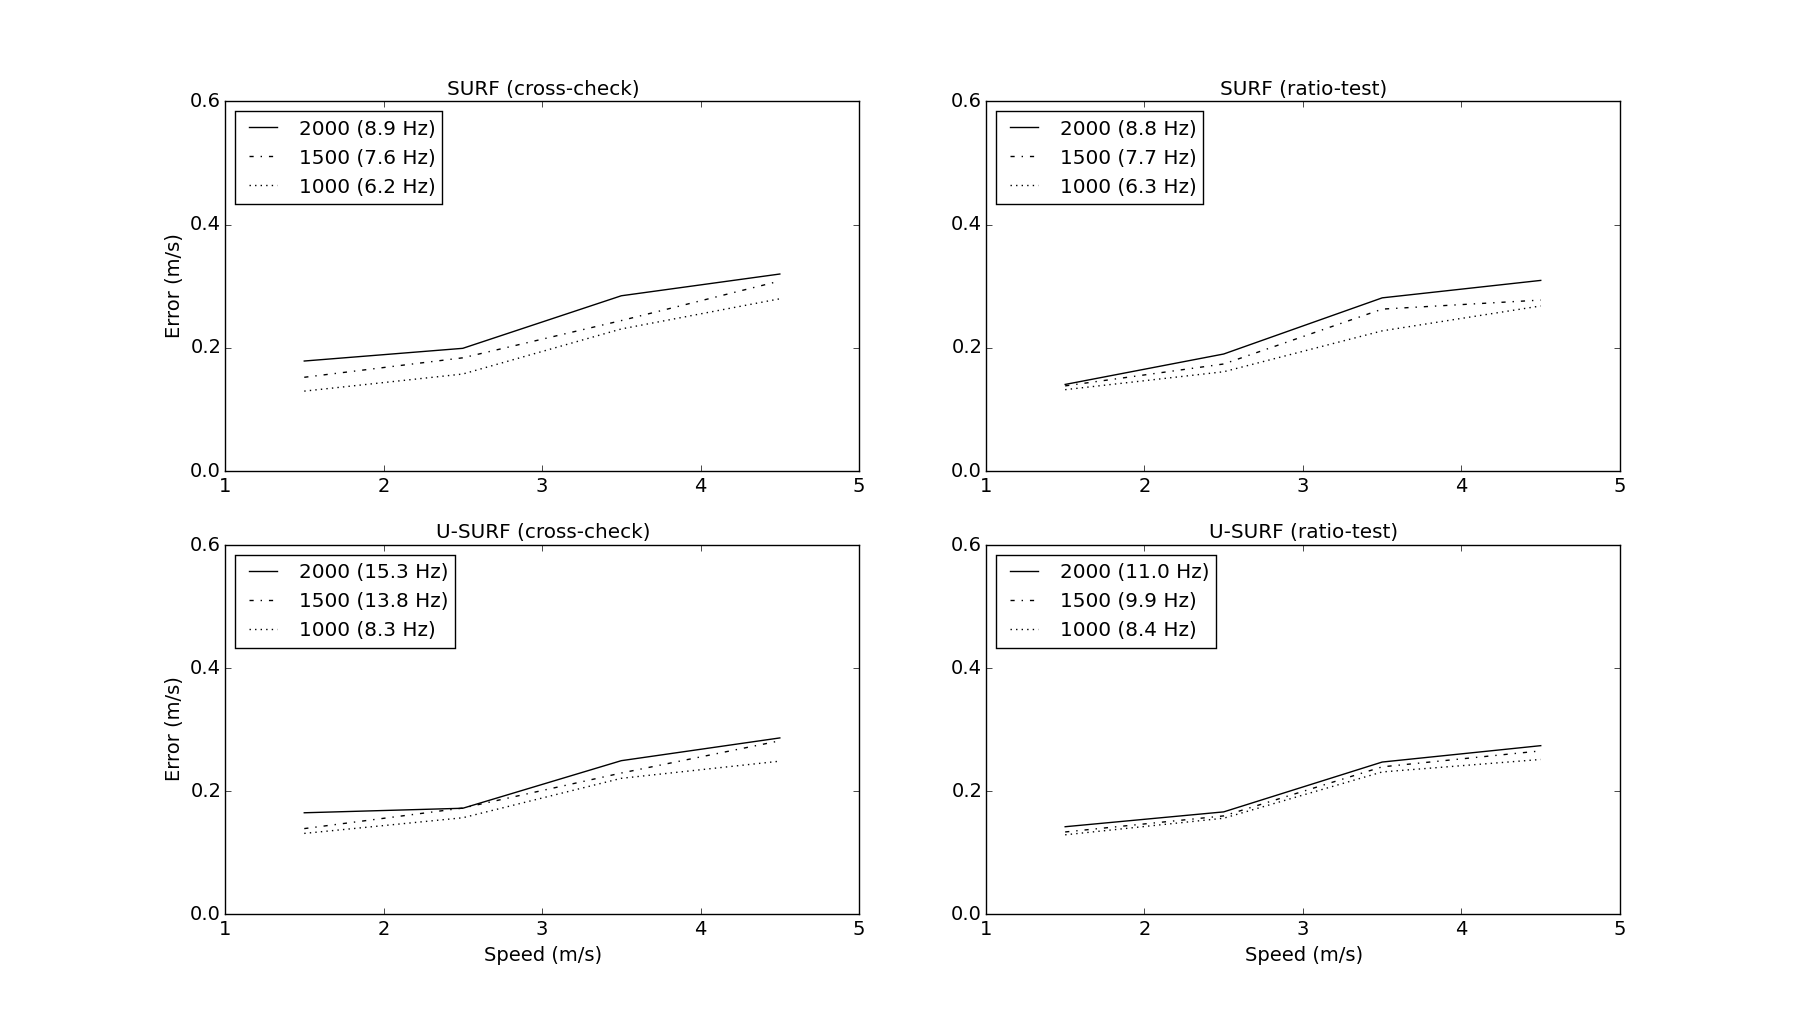 SURF (cross-check)
0.6
0.4
0.2
0.0
Error (m/s)
2000 (8.9 Hz)
1500 (7.6 Hz)
1000 (6.2 Hz)
1 2 3 4 5
SURF (ratio-test)
0.6
0.4
0.2
0.0
2000 (8.8 Hz)
1500 (7.7 Hz)
1000 (6.3 Hz)
1 2 3 4 5
U-SURF (cross-check)
0.6
0.4
0.2
0.0
Error (m/s)
2000 (15.3 Hz)
1500 (13.8 Hz)
1000 (8.3 Hz)
1 2 3 4 5
Speed (m/s)
U-SURF (ratio-test)
0.6
0.4
0.2
0.0
2000 (11.0 Hz)
1500 (9.9 Hz)
1000 (8.4 Hz)
1 2 3 4 5
Speed (m/s)